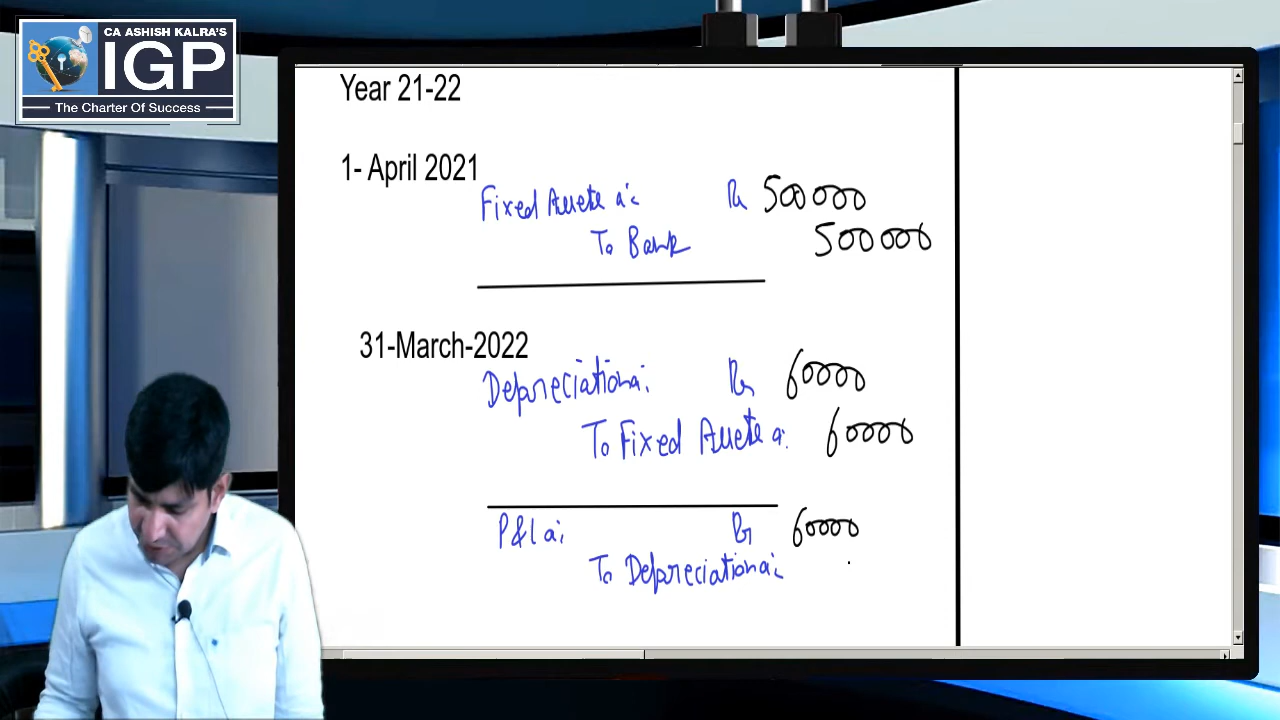 CA ASHISH KALRA'S
IGP
The Charter Of Success
Year 21-22
1- April 2021
Fixed Assets a/c Dr 500000
To Bank 500000
31-March-2022
Depreciation a/c Dr 60000
To Fixed Assets a/c 60000
P&L a/c Dr 60000
To Depreciation a/c